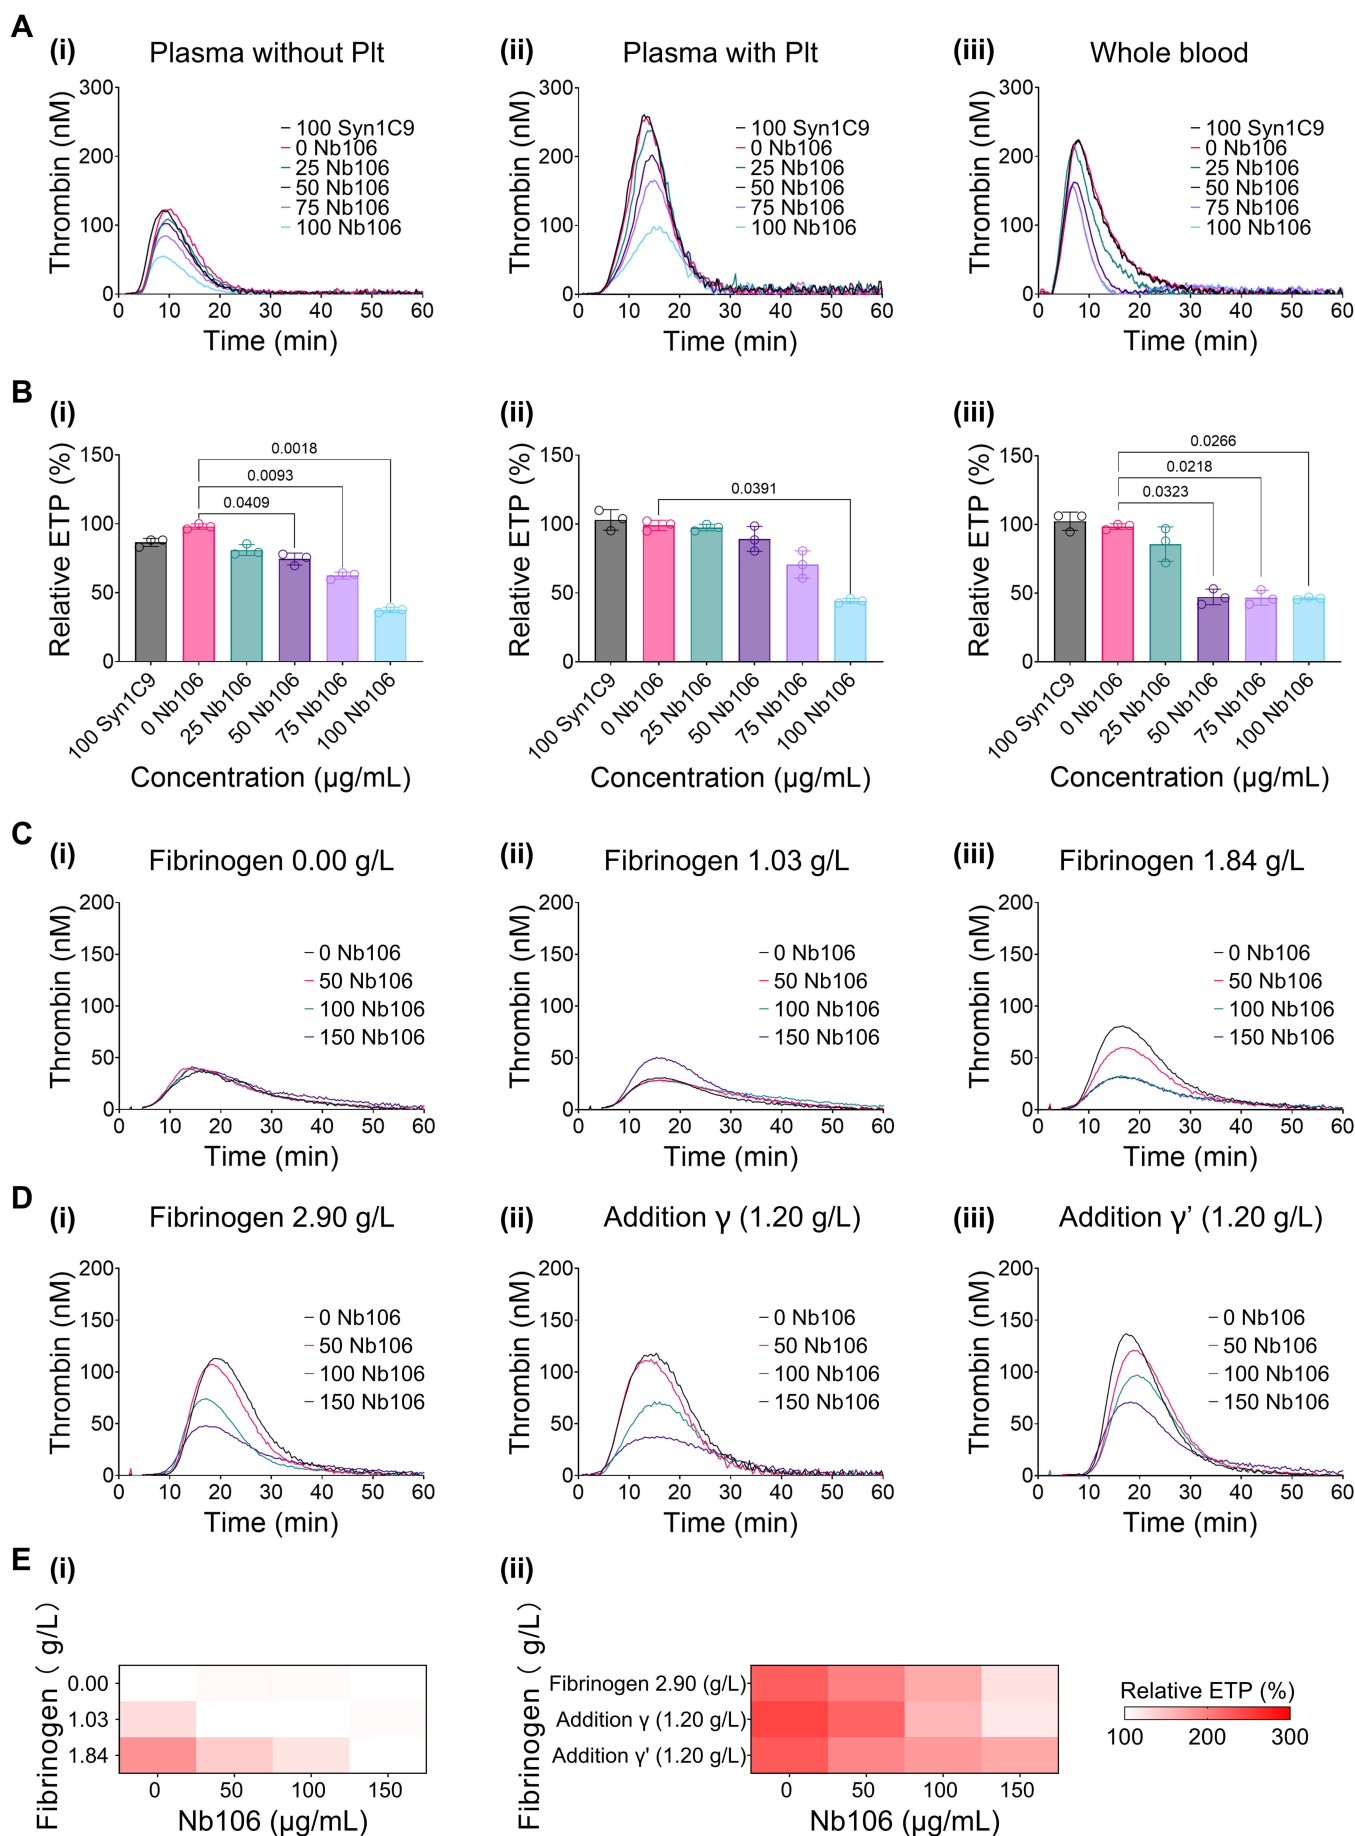 A
(i) Plasma without Plt
(ii) Plasma with Plt
(iii) Whole blood
Thrombin (nM)
300
200
100
0
100 Syn1C9
0 Nb106
25 Nb106
50 Nb106
75 Nb106
100 Nb106
0 10 20 30 40 50 60
Time (min)
Thrombin (nM)
300
200
100
0
100 Syn1C9
0 Nb106
25 Nb106
50 Nb106
75 Nb106
100 Nb106
0 10 20 30 40 50 60
Time (min)
Thrombin (nM)
300
200
100
0
100 Syn1C9
0 Nb106
25 Nb106
50 Nb106
75 Nb106
100 Nb106
0 10 20 30 40 50 60
Time (min)
B
(i)
Relative ETP (%)
150
100
50
0
0.0018
0.0093
0.0409
100 Syn1C9
0 Nb106
25 Nb106
50 Nb106
75 Nb106
100 Nb106
Concentration (µg/mL)
(ii)
Relative ETP (%)
150
100
50
0
0.0391
100 Syn1C9
0 Nb106
25 Nb106
50 Nb106
75 Nb106
100 Nb106
Concentration (µg/mL)
(iii)
Relative ETP (%)
150
100
50
0
0.0266
0.0218
0.0323
100 Syn1C9
0 Nb106
25 Nb106
50 Nb106
75 Nb106
100 Nb106
Concentration (µg/mL)
C
(i) Fibrinogen 0.00 g/L
Thrombin (nM)
200
150
100
50
0
0 Nb106
50 Nb106
100 Nb106
150 Nb106
0 10 20 30 40 50 60
Time (min)
(ii) Fibrinogen 1.03 g/L
Thrombin (nM)
200
150
100
50
0
0 Nb106
50 Nb106
100 Nb106
150 Nb106
0 10 20 30 40 50 60
Time (min)
(iii) Fibrinogen 1.84 g/L
Thrombin (nM)
200
150
100
50
0
0 Nb106
50 Nb106
100 Nb106
150 Nb106
0 10 20 30 40 50 60
Time (min)
D
(i) Fibrinogen 2.90 g/L
Thrombin (nM)
200
150
100
50
0
0 Nb106
50 Nb106
100 Nb106
150 Nb106
0 10 20 30 40 50 60
Time (min)
(ii) Addition γ (1.20 g/L)
Thrombin (nM)
200
150
100
50
0
0 Nb106
50 Nb106
100 Nb106
150 Nb106
0 10 20 30 40 50 60
Time (min)
(iii) Addition γ’ (1.20 g/L)
Thrombin (nM)
200
150
100
50
0
0 Nb106
50 Nb106
100 Nb106
150 Nb106
0 10 20 30 40 50 60
Time (min)
E
(i)
Fibrinogen（ g/L)
0.00
1.03
1.84
0 50 100 150
Nb106 (µg/mL)
(ii)
Fibrinogen（ g/L)
Fibrinogen 2.90 (g/L)
Addition γ (1.20 g/L)
Addition γ' (1.20 g/L)
0 50 100 150
Nb106 (µg/mL)
Relative ETP (%)
100 200 300